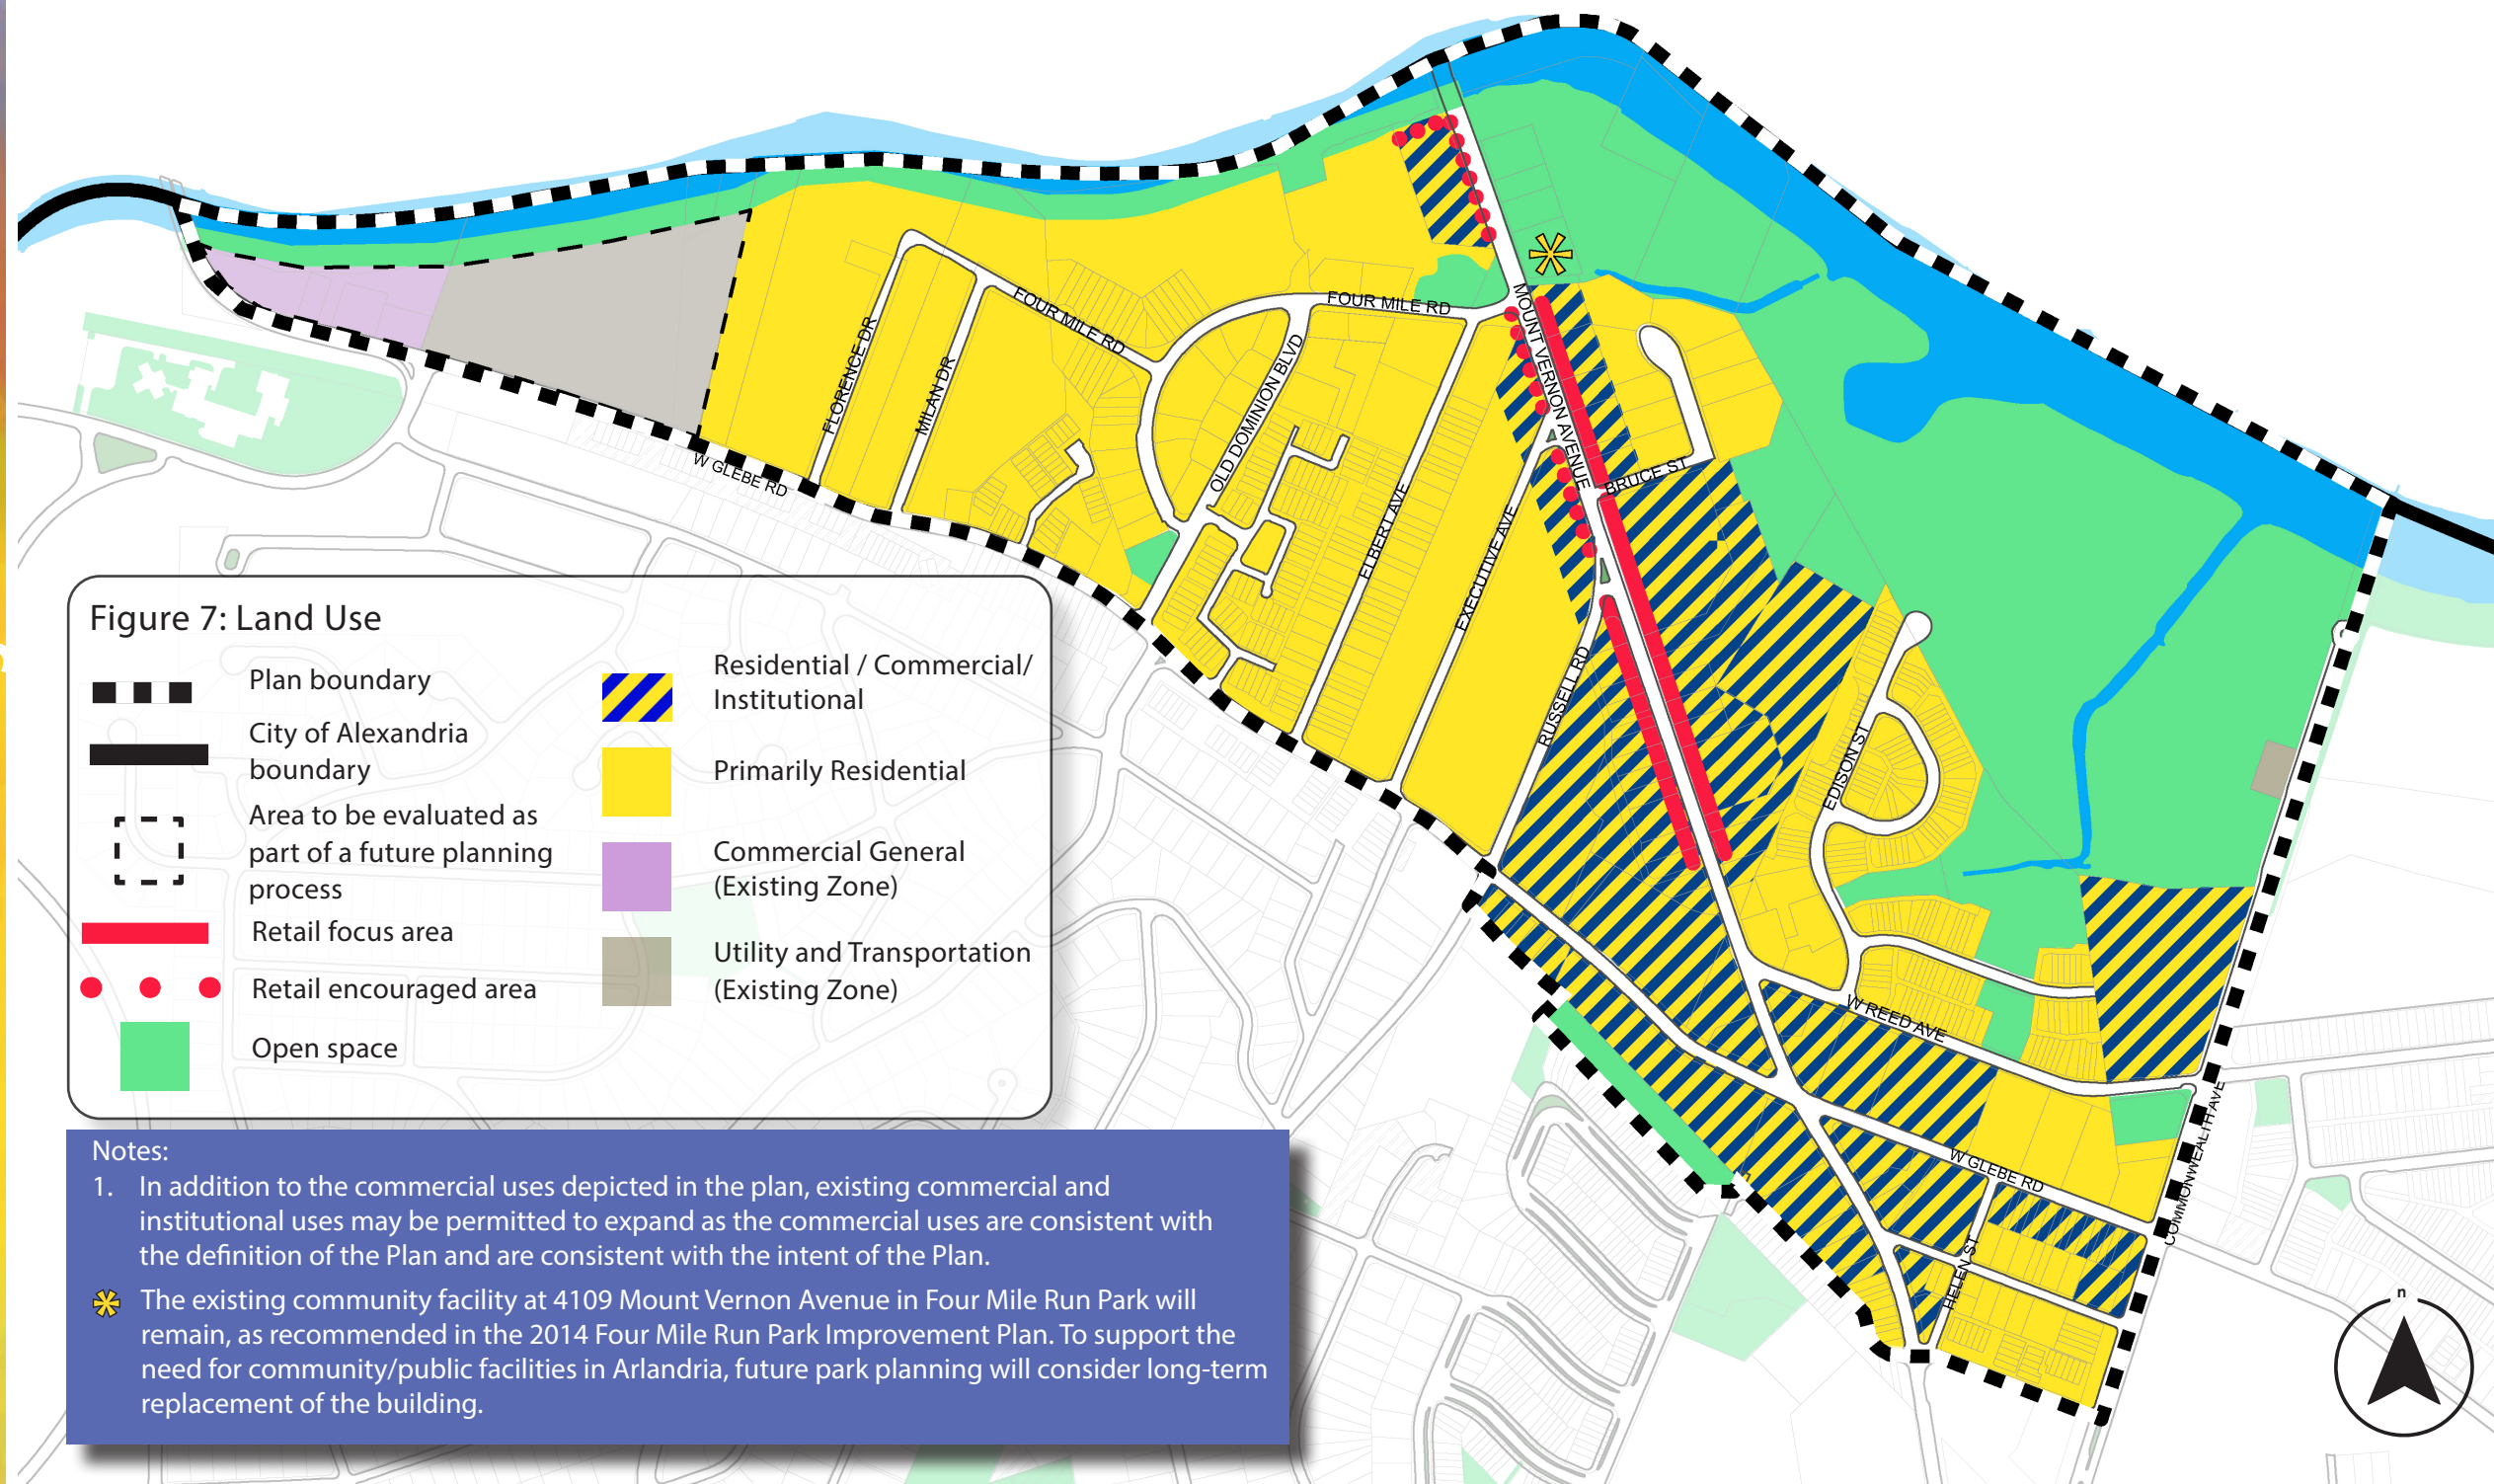 FOUR MILE RD
FOUR MILE RD
FLORENCE DR
MILAN DR
OLD DOMINION BLVD
MOUNT VERNON AVENUE
W GLEBE RD
BRUCE ST
ELBERT AVE
EXECUTIVE AVE
RUSSELL RD
EDISON ST
W REED AVE
W GLEBE RD
COMMONWEALTH AVE
HELEN ST
n
Figure 7: Land Use
Plan boundary
City of Alexandria
boundary
Area to be evaluated as
part of a future planning
process
Retail focus area
Retail encouraged area
Open space
Residential / Commercial/
Institutional
Primarily Residential
Commercial General
(Existing Zone)
Utility and Transportation
(Existing Zone)
Notes:
1. In addition to the commercial uses depicted in the plan, existing commercial and
institutional uses may be permitted to expand as the commercial uses are consistent with
the definition of the Plan and are consistent with the intent of the Plan.
The existing community facility at 4109 Mount Vernon Avenue in Four Mile Run Park will
remain, as recommended in the 2014 Four Mile Run Park Improvement Plan. To support the
need for community/public facilities in Arlandria, future park planning will consider long-term
replacement of the building.